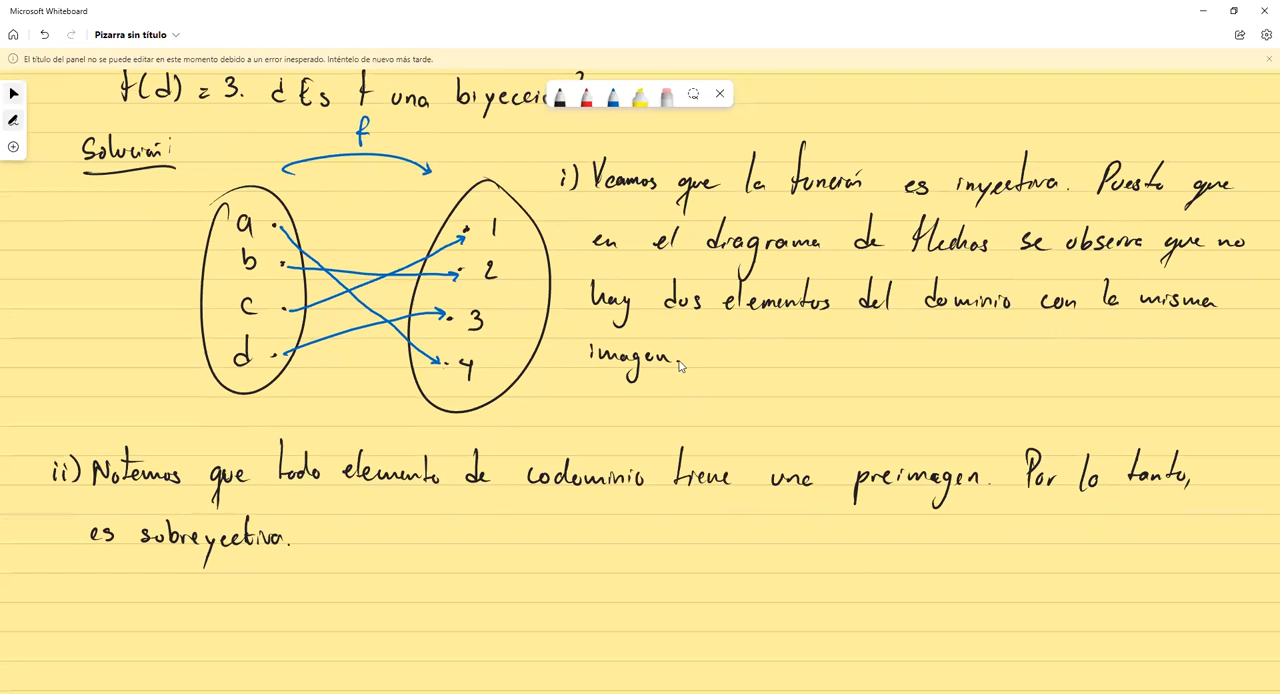 Microsoft Whiteboard
Pizarra sin título
El título del panel no se puede editar en este momento debido a un error inesperado. Inténtelo de nuevo más tarde.
f(d) = 3. ¿Es f una biyección?
Solución:
f
a
b
c
d
1
2
3
4
i) Veamos que la función es inyectiva. Puesto que
en el diagrama de flechas se observa que no
hay dos elementos del dominio con la misma
imagen.
ii) Notemos que todo elemento de codominio tiene una preimagen. Por lo tanto,
es sobreyectiva.